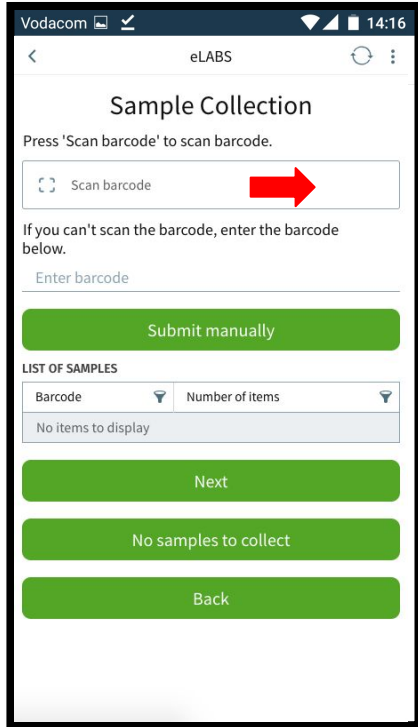 Vodacom 14:16
eLABS
Sample Collection
Press 'Scan barcode' to scan barcode.
Scan barcode
If you can't scan the barcode, enter the barcode
below.
Enter barcode
Submit manually
LIST OF SAMPLES
Barcode Number of items
No items to display
Next
No samples to collect
Back